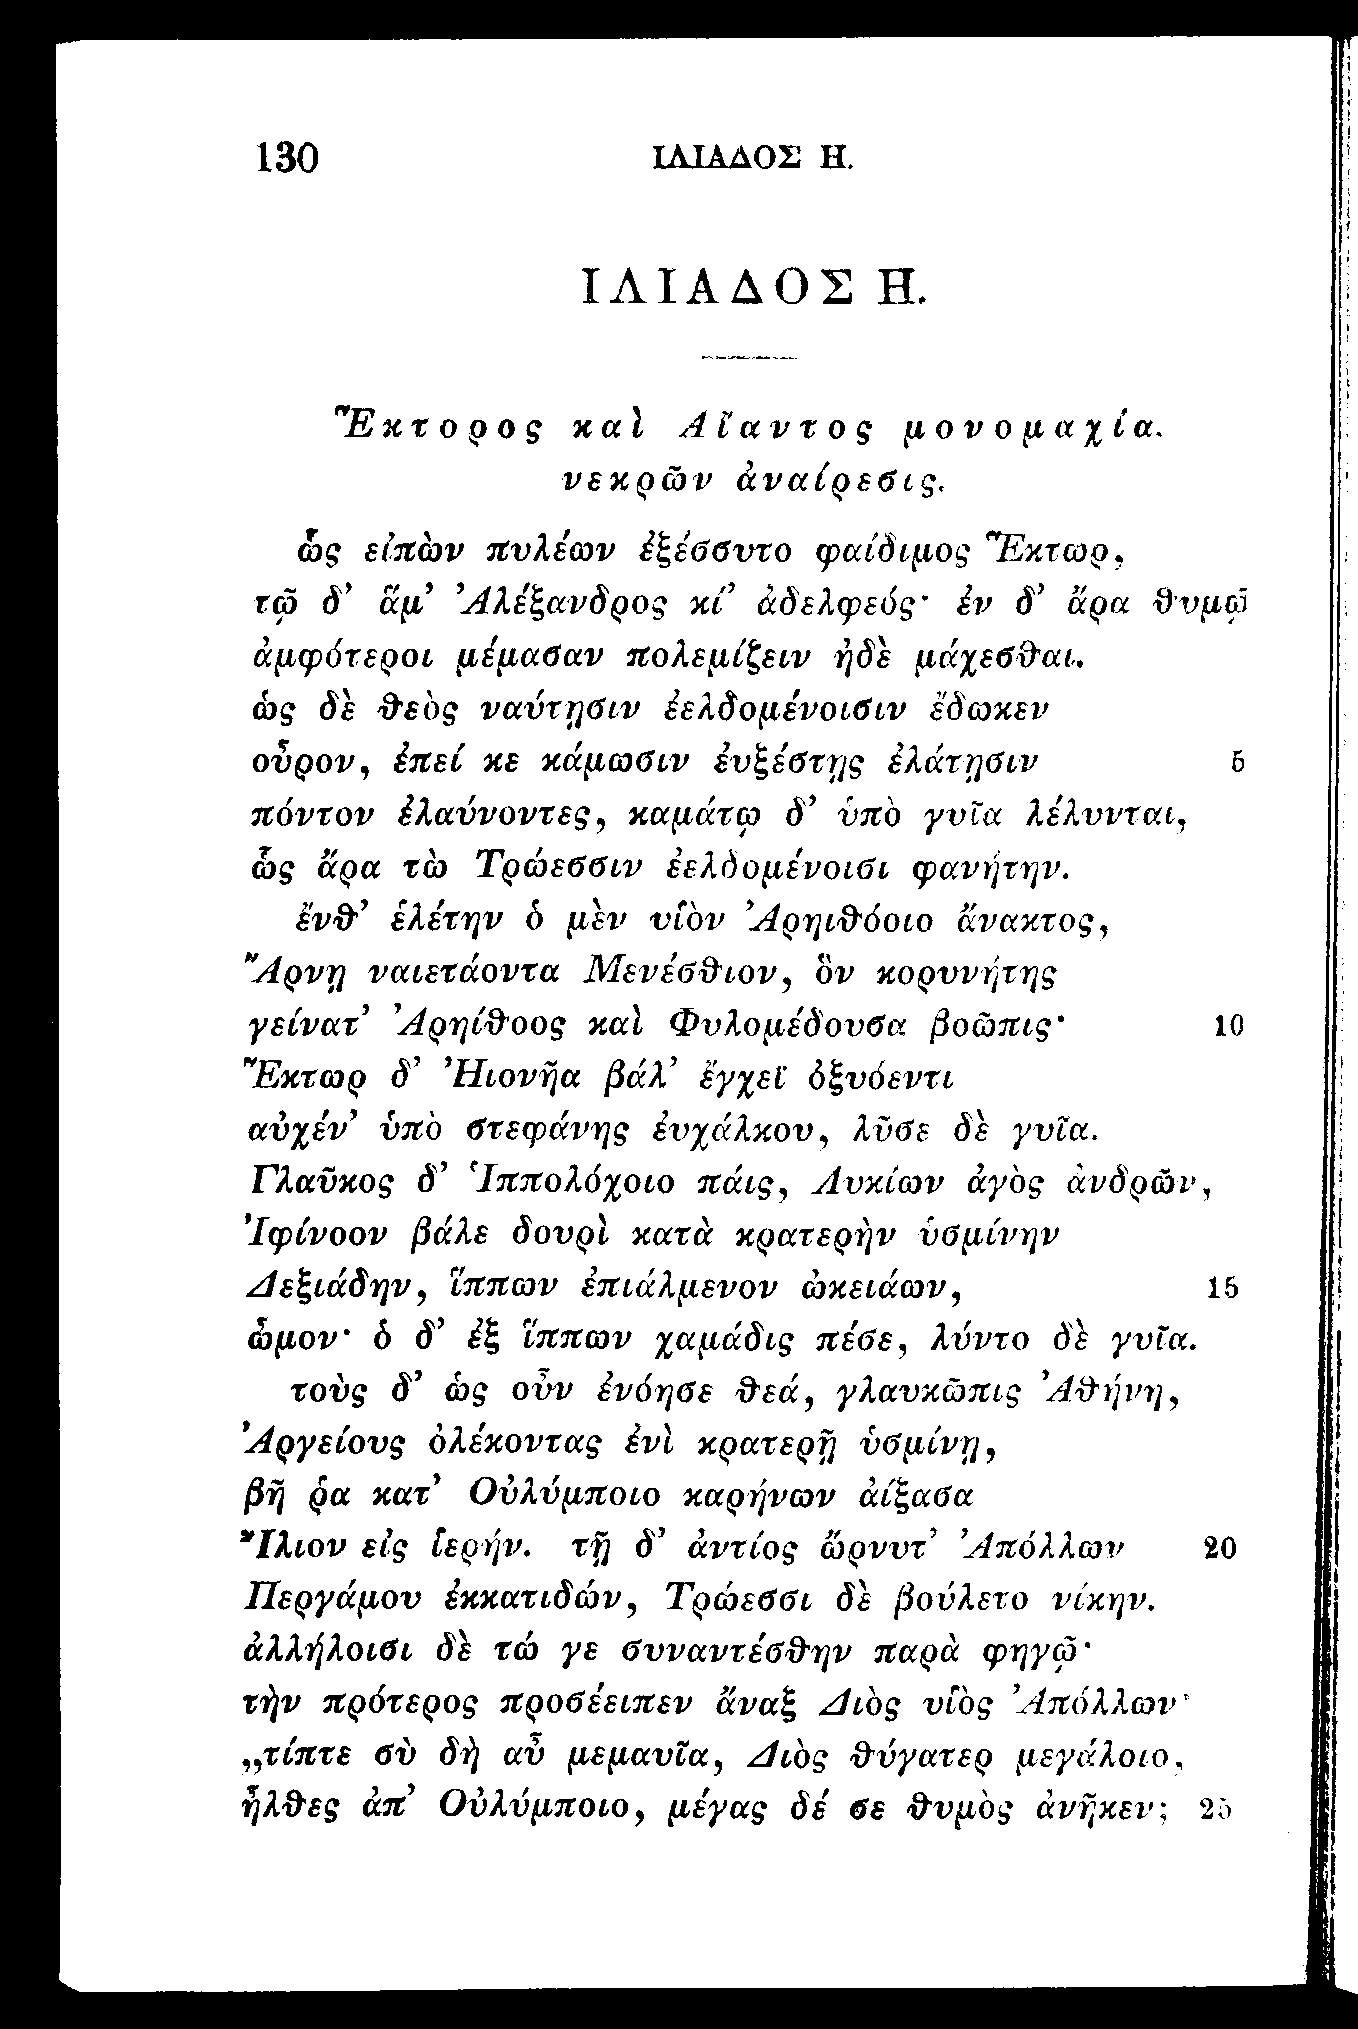 130 ΙΛΙΑΔΟΣ Η.
ΙΛΙΑΔΟΣ Η.
Ἕκτορος καὶ Αἴαντος μονομαχία.
νεκρῶν ἀναίρεσις.
ὣς εἰπὼν πυλέων ἐξέσσυτο φαίδιμος Ἕκτωρ,
τῷ δ’ ἅμ’ Ἀλέξανδρος κί’ ἀδελφεός· ἐν δ’ ἄρα θυμῷ
ἀμφότεροι μέμασαν πολεμίζειν ἠδὲ μάχεσθαι.
ὡς δὲ θεὸς ναύτῃσιν ἐελδομένοισιν ἔδωκεν
οὖρον, ἐπεί κε κάμωσιν ἐυξέστῃς ἐλάτῃσιν 5
πόντον ἐλαύνοντες, καμάτῳ δ’ ὑπὸ γυῖα λέλυνται,
ὣς ἄρα τὼ Τρώεσσιν ἐελδομένοισι φανήτην.
ἔνθ’ ἑλέτην ὁ μὲν υἱὸν Ἀρηιθόοιο ἄνακτος,
Ἄρνῃ ναιετάοντα Μενέσθιον, ὃν κορυνήτης
γείνατ’ Ἀρηίθοος καὶ Φυλομέδουσα βοῶπις· 10
Ἕκτωρ δ’ Ἠιονῆα βάλ’ ἔγχεϊ ὀξυόεντι
αὐχέν’ ὑπὸ στεφάνης ἐυχάλκου, λῦσε δὲ γυῖα.
Γλαῦκος δ’ Ἱππολόχοιο πάις, Λυκίων ἀγὸς ἀνδρῶν,
Ἰφίνοον βάλε δουρὶ κατὰ κρατερὴν ὑσμίνην
Δεξιάδην, ἵππων ἐπιάλμενον ὠκειάων, 15
ὦμον· ὁ δ’ ἐξ ἵππων χαμάδις πέσε, λύντο δὲ γυῖα.
τοὺς δ’ ὡς οὖν ἐνόησε θεά, γλαυκῶπις Ἀθήνη,
Ἀργείους ὀλέκοντας ἐνὶ κρατερῇ ὑσμίνῃ,
βῆ ῥα κατ’ Οὐλύμποιο καρήνων ἀίξασα
Ἴλιον εἰς ἱερήν. τῇ δ’ ἀντίος ὤρνυτ’ Ἀπόλλων 20
Περγάμου ἐκκατιδών, Τρώεσσι δὲ βούλετο νίκην.
ἀλλήλοισι δὲ τώ γε συναντέσθην παρὰ φηγῷ·
τὴν πρότερος προσέειπεν ἄναξ Διὸς υἱὸς Ἀπόλλων·
„τίπτε σὺ δὴ αὖ μεμαυῖα, Διὸς θύγατερ μεγάλοιο,
ἦλθες ἀπ’ Οὐλύμποιο, μέγας δέ σε θυμὸς ἀνῆκεν; 25